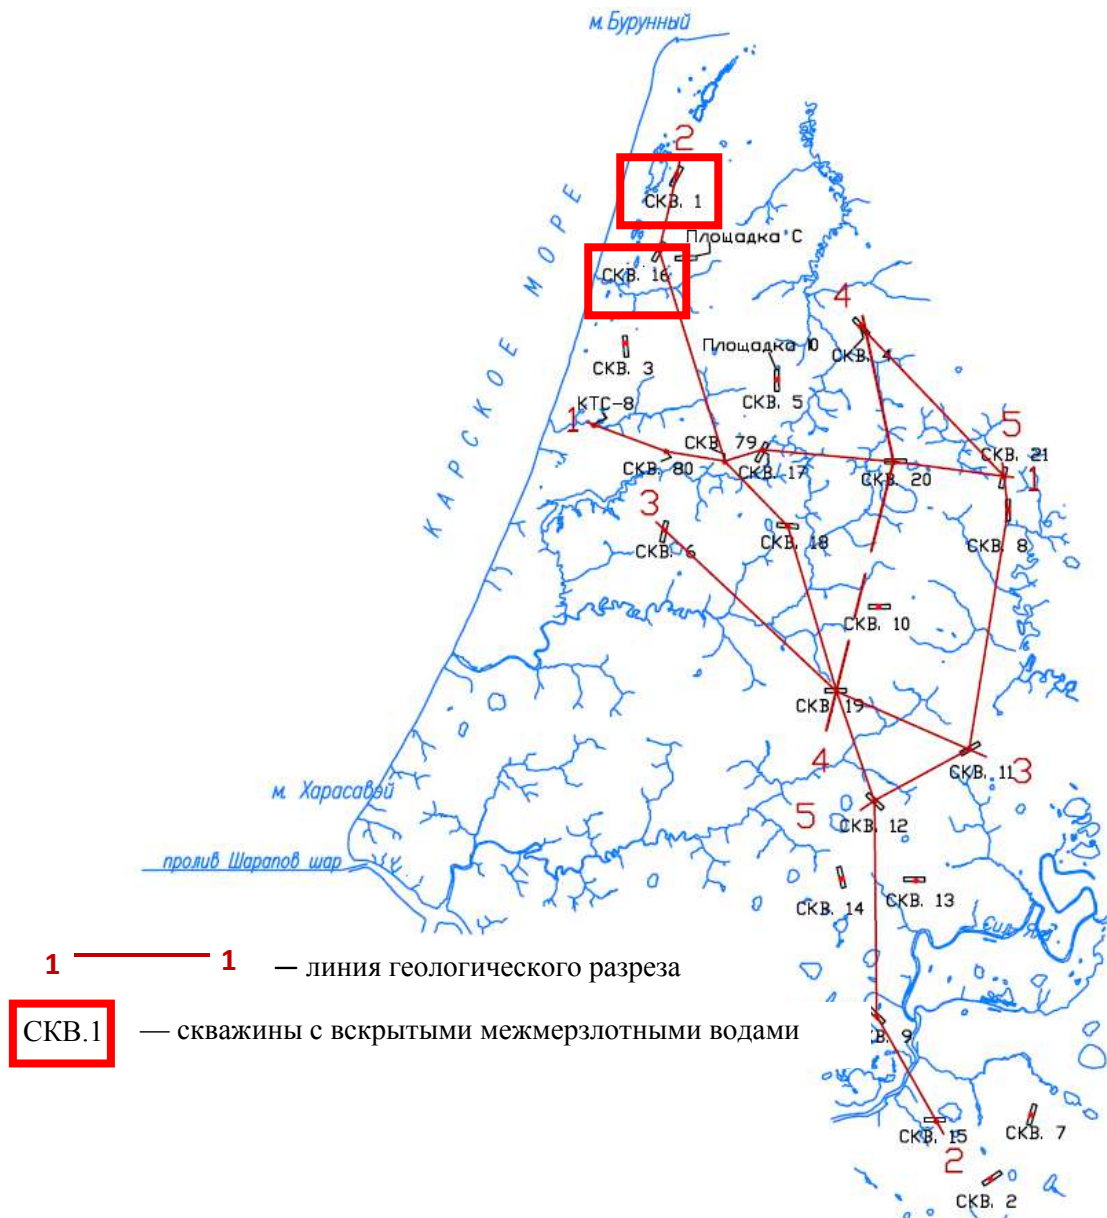 м. Бурунный
2
СКВ. 1
Площадка С
СКВ. 16
КАРСКОЕ МОРЕ
4
СКВ. 4
Площадка Ю
СКВ. 3
СКВ. 5
КТС-8
1
5
СКВ. 79
СКВ. 21
СКВ. 80
СКВ. 17
СКВ. 20
1
3
СКВ. 6
СКВ. 18
СКВ. 8
СКВ. 10
СКВ. 19
4
СКВ. 11
3
м. Харасавэй
5
СКВ. 12
пролив Шарапов шар
СКВ. 14
СКВ. 13
1 1 — линия геологического разреза
СКВ.1 — скважины с вскрытыми межмерзлотными водами
КВ. 9
СКВ. 15
СКВ. 7
2
СКВ. 2